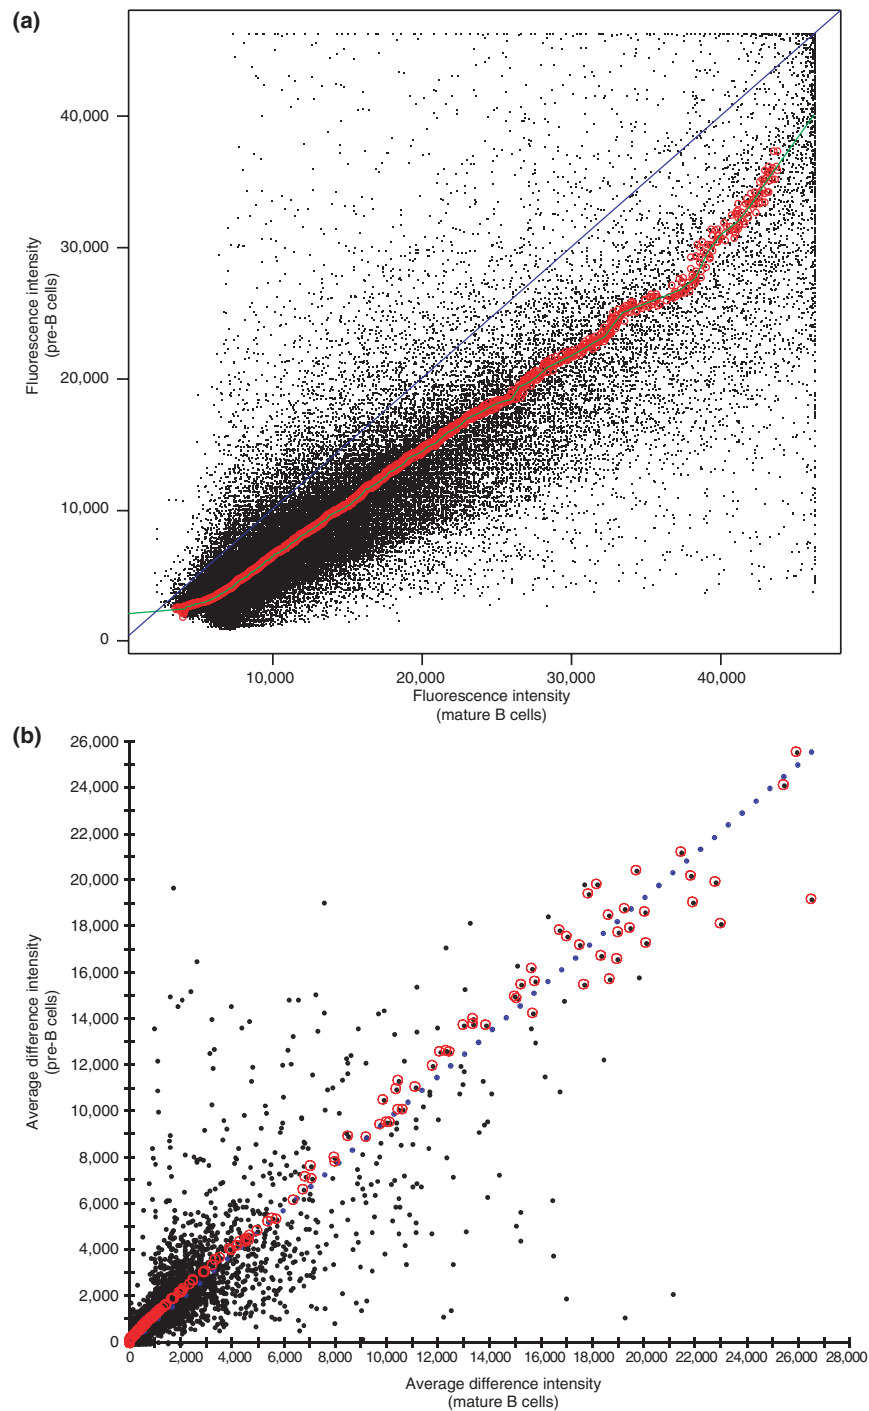 (a)
40,000
30,000
20,000
10,000
0
Fluorescence intensity
(pre-B cells)
10,000 20,000 30,000 40,000
Fluorescence intensity
(mature B cells)
(b)
26,000
24,000
22,000
20,000
18,000
16,000
14,000
12,000
10,000
8,000
6,000
4,000
2,000
0
Average difference intensity
(pre-B cells)
0 2,000 4,000 6,000 8,000 10,000 12,000 14,000 16,000 18,000 20,000 22,000 24,000 26,000 28,000
Average difference intensity
(mature B cells)